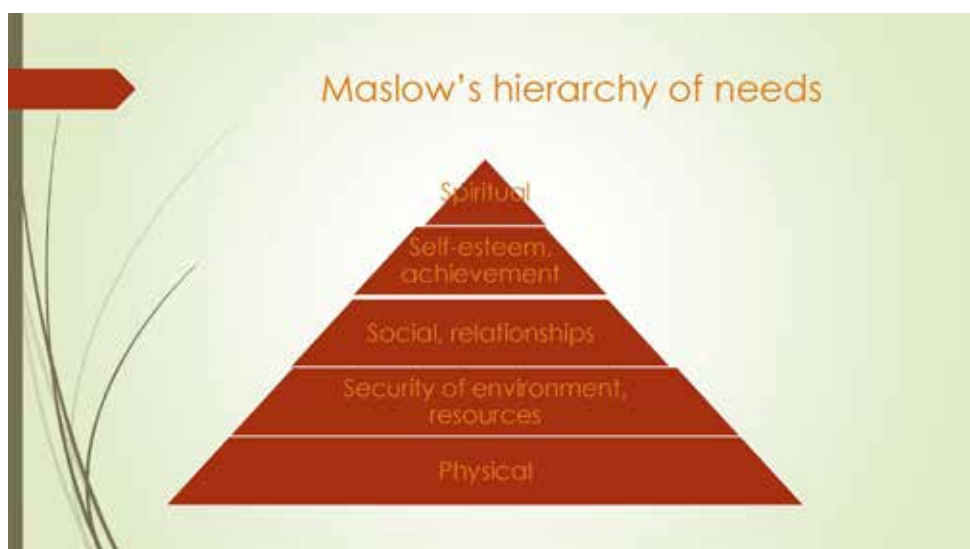 Maslow’s hierarchy of needs
Spiritual
Self-esteem,
achievement
Social, relationships
Security of environment,
resources
Physical